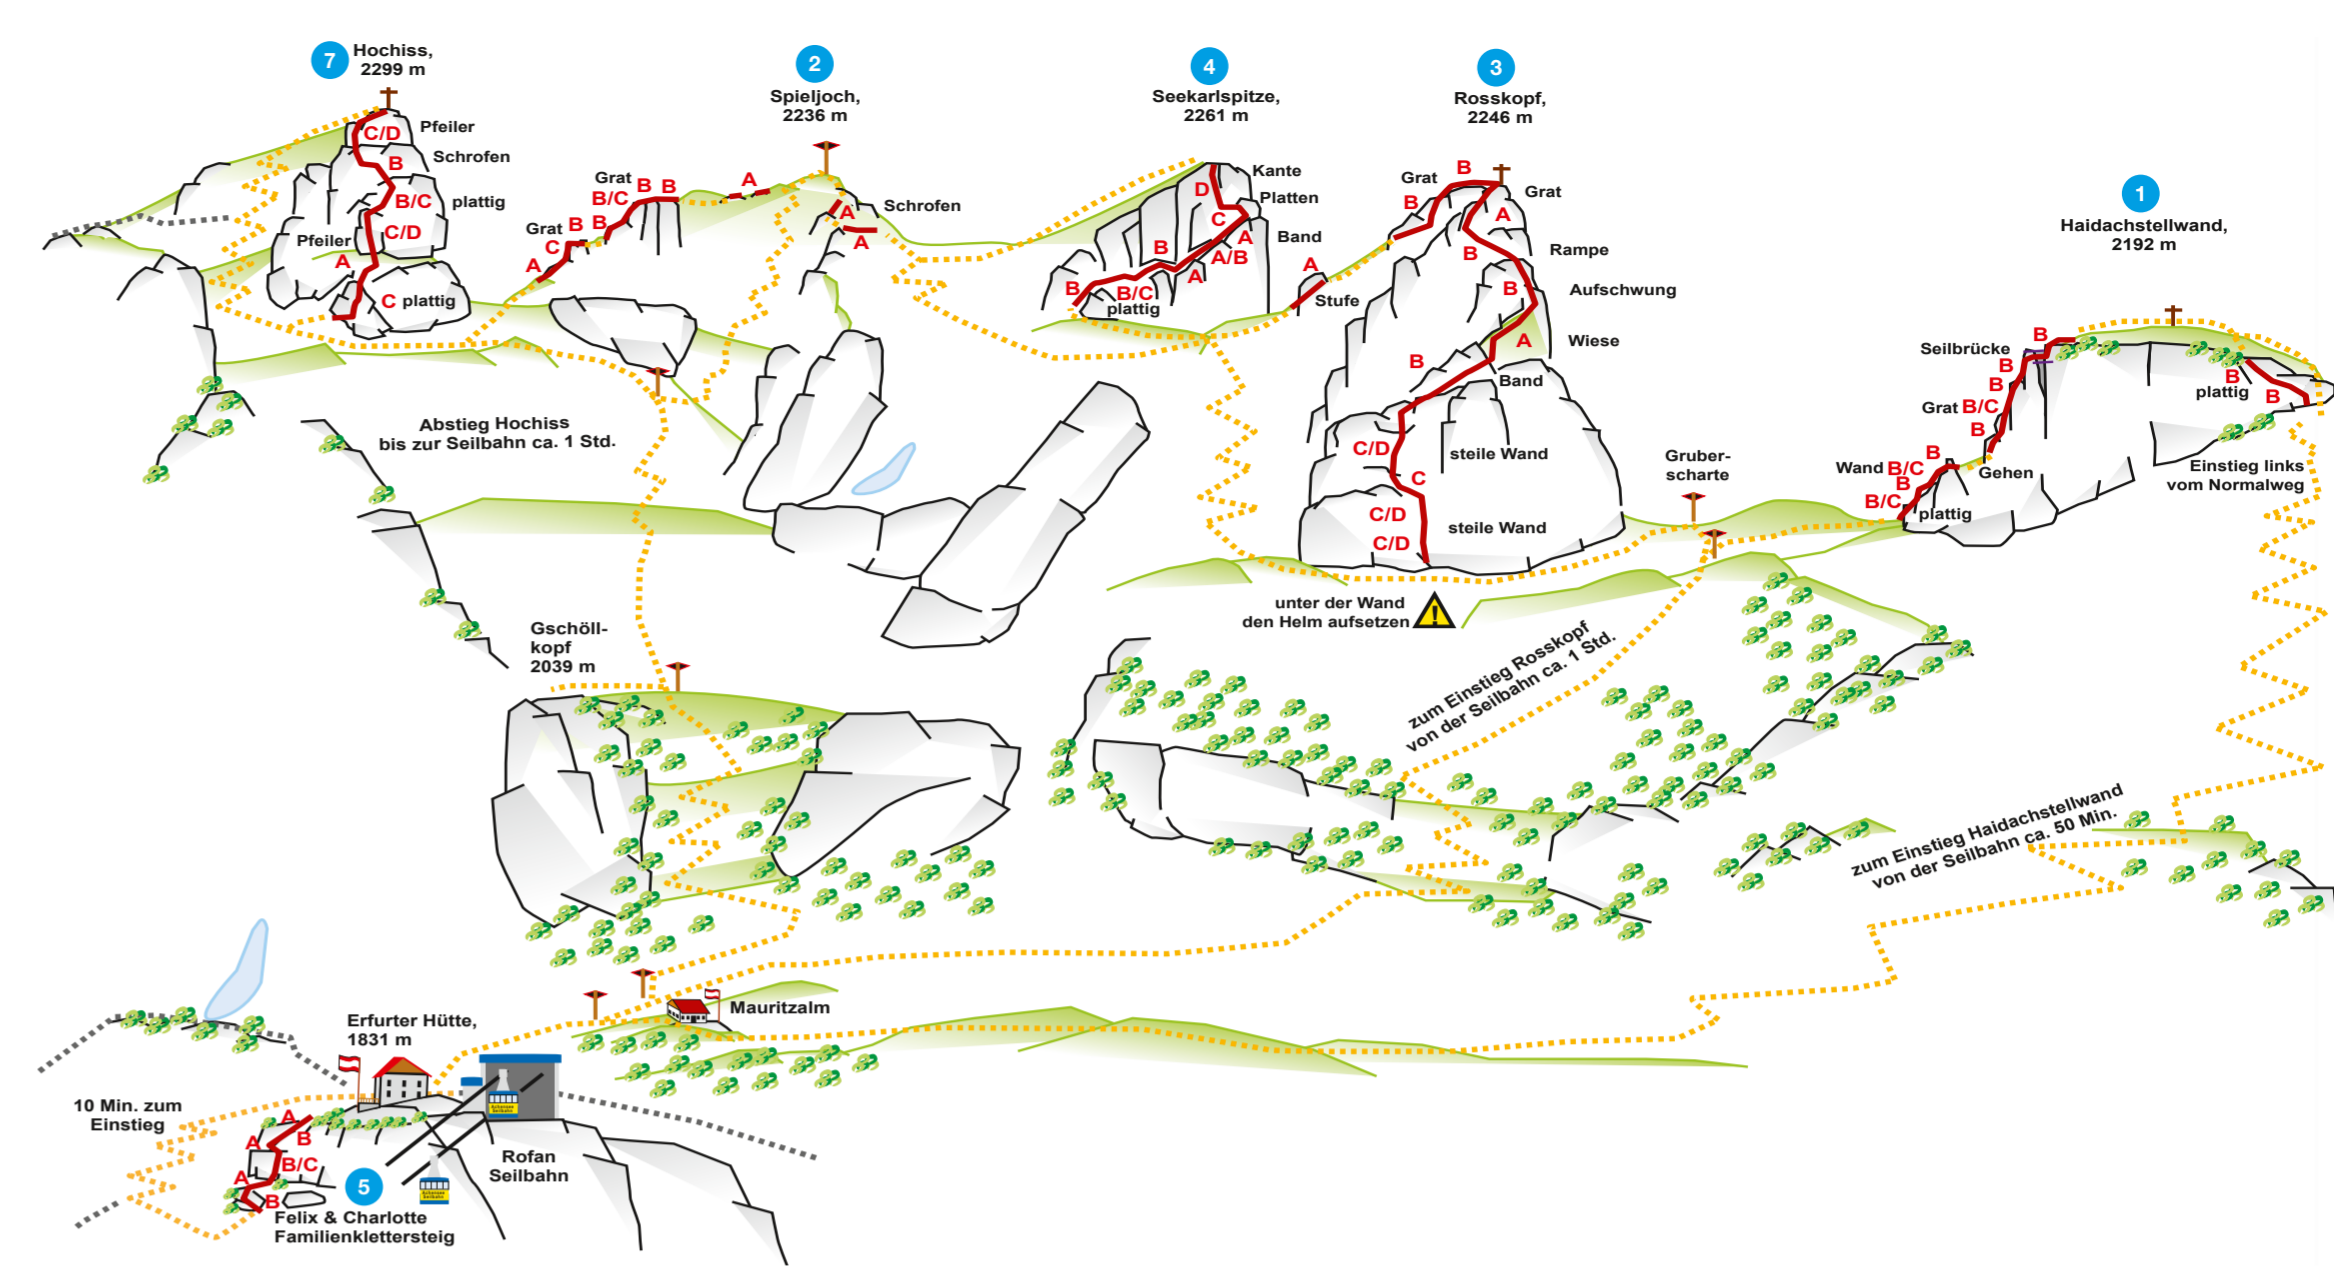 7
Hochiss,
2299 m
C/D
Pfeiler
B
Schrofen
B/C
plattig
C/D
Pfeiler
A
C
plattig
2
Spieljoch,
2236 m
Grat
B/C
B
B
A
Grat
B
B
C
A
Schrofen
A
A
4
Seekarlspitze,
2261 m
Kante
D
Platten
C
Band
A
B
A/B
A
B
B/C
plattig
A
Stufe
3
Rosskopf,
2246 m
B
Grat
B
Grat
A
B
Rampe
B
Aufschwung
A
Wiese
B
Band
C/D
steile Wand
C
C/D
steile Wand
C/D
unter der Wand
den Helm aufsetzen
!
Gruber-
scharte
1
Haidachstellwand,
2192 m
B
Seilbrücke
B
B
Grat
B/C
B
B
Gehen
Wand
B/C
B
B/C
plattig
B
plattig
B
Einstieg links
vom Normalweg
Abstieg Hochiss
bis zur Seilbahn ca. 1 Std.
Gschöll-
kopf
2039 m
zum Einstieg Rosskopf
von der Seilbahn ca. 1 Std.
zum Einstieg Haidachstellwand
von der Seilbahn ca. 50 Min.
Mauritzalm
Erfurter Hütte,
1831 m
10 Min. zum
Einstieg
A
A
B
B/C
A
B
5
Felix & Charlotte
Familienklettersteig
Rofan
Seilbahn
Achensee
Seilbahn
Achensee
Seilbahn